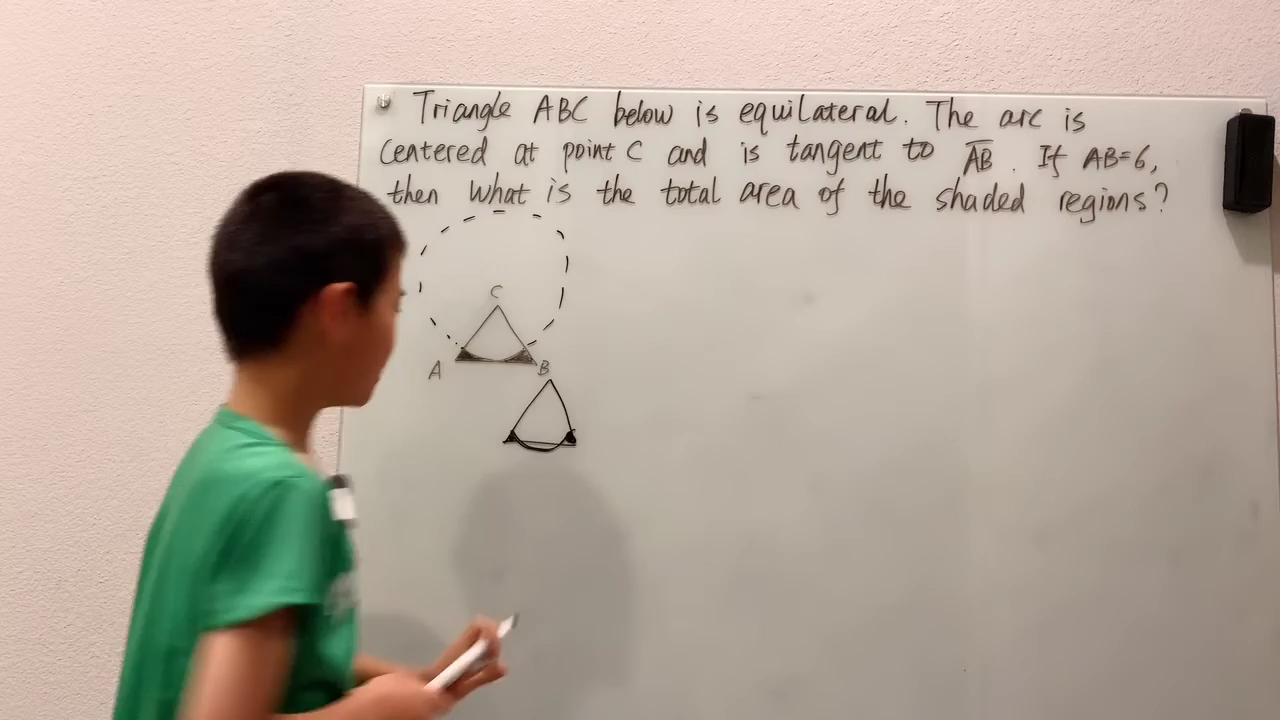 Triangle ABC below is equilateral. The arc is
centered at point C and is tangent to A̅B̅. If AB=6,
then what is the total area of the shaded regions?
C
A B